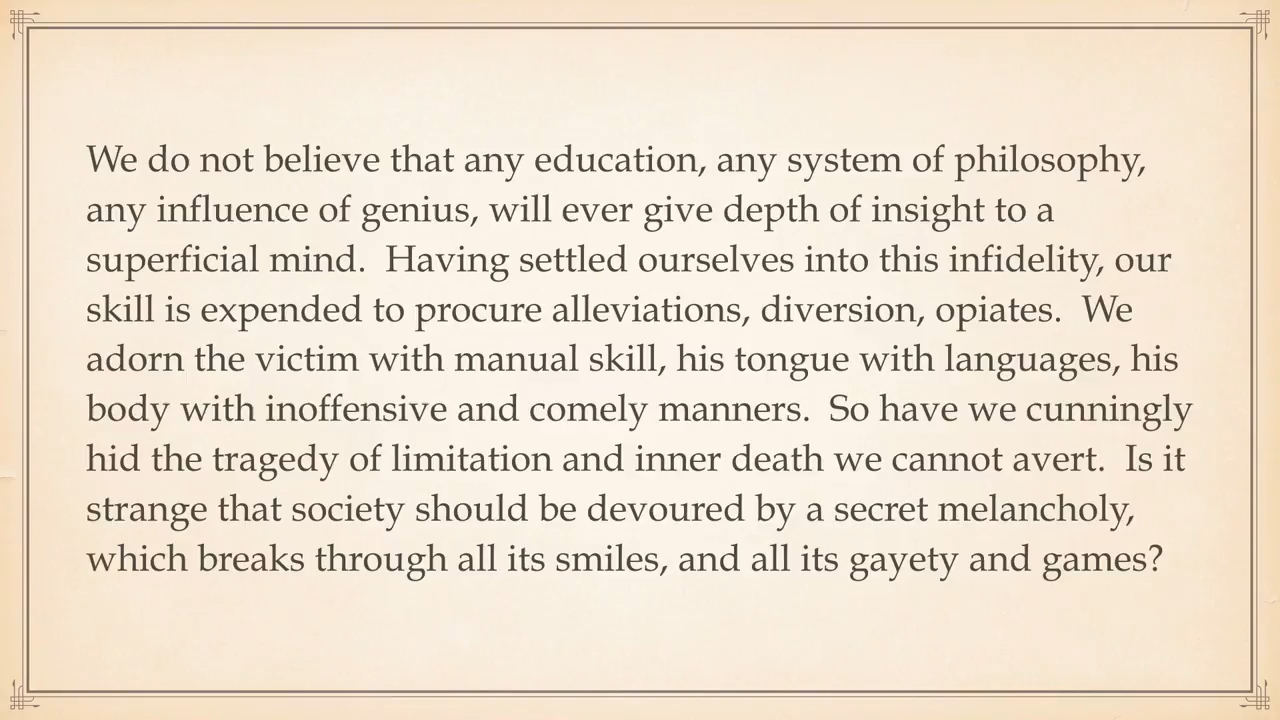 We do not believe that any education, any system of philosophy,
any influence of genius, will ever give depth of insight to a
superficial mind.  Having settled ourselves into this infidelity, our
skill is expended to procure alleviations, diversion, opiates.  We
adorn the victim with manual skill, his tongue with languages, his
body with inoffensive and comely manners.  So have we cunningly
hid the tragedy of limitation and inner death we cannot avert.  Is it
strange that society should be devoured by a secret melancholy,
which breaks through all its smiles, and all its gayety and games?